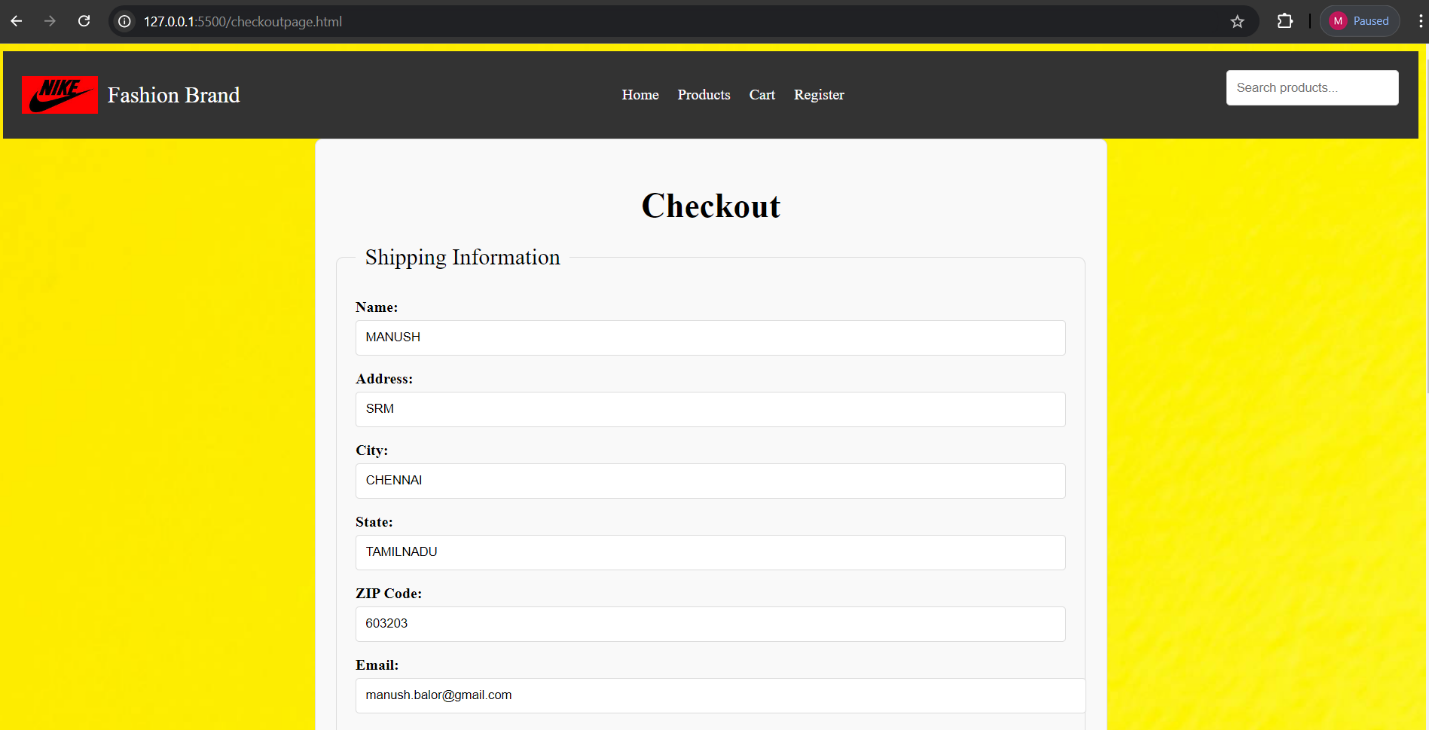 127.0.0.1:5500/checkoutpage.html
M Paused
NIKE
Fashion Brand
Home Products Cart Register
Search products...
Checkout
Shipping Information
Name:
MANUSH
Address:
SRM
City:
CHENNAI
State:
TAMILNADU
ZIP Code:
603203
Email:
manush.balor@gmail.com